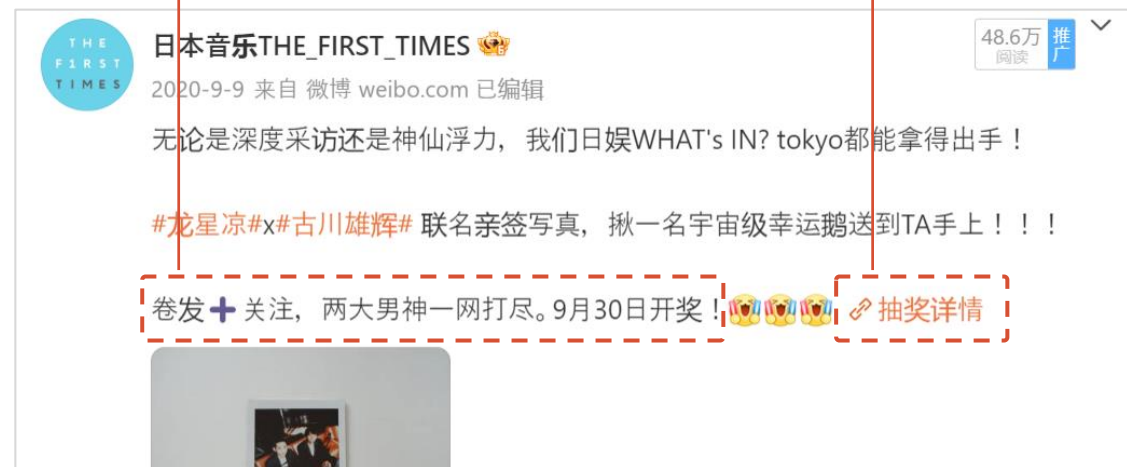 THE
F1RST
TIMES
日本音乐THE_FIRST_TIMES
48.6万 推广
阅读
2020-9-9 来自 微博 weibo.com 已编辑
无论是深度采访还是神仙浮力，我们日娱WHAT's IN? tokyo都能拿得出手！
#龙星凉#x#古川雄辉# 联名亲签写真，揪一名宇宙级幸运鹅送到TA手上！！！
卷发➕关注，两大男神一网打尽。9月30日开奖！🤩🤩🤩 抽奖详情